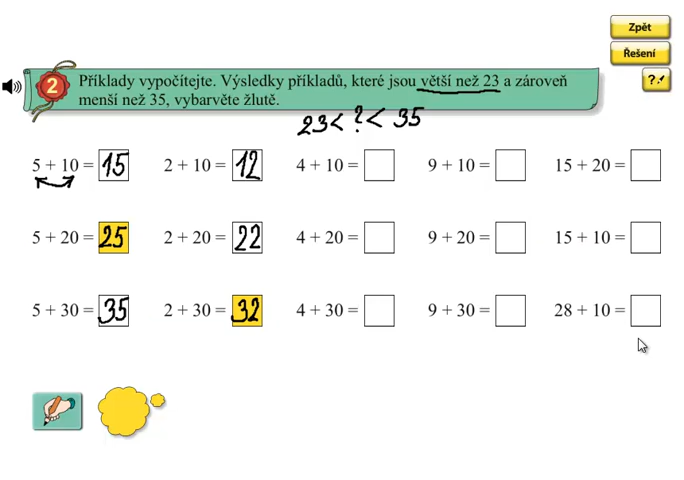 Zpět
Řešení
?
2
Příklady vypočítejte. Výsledky příkladů, které jsou větší než 23 a zároveň
menší než 35, vybarvěte žlutě.
23 < ? < 35
5 + 10 = 15 2 + 10 = 12 4 + 10 = 9 + 10 = 15 + 20 =
5 + 20 = 25 2 + 20 = 22 4 + 20 = 9 + 20 = 15 + 10 =
5 + 30 = 35 2 + 30 = 32 4 + 30 = 9 + 30 = 28 + 10 =